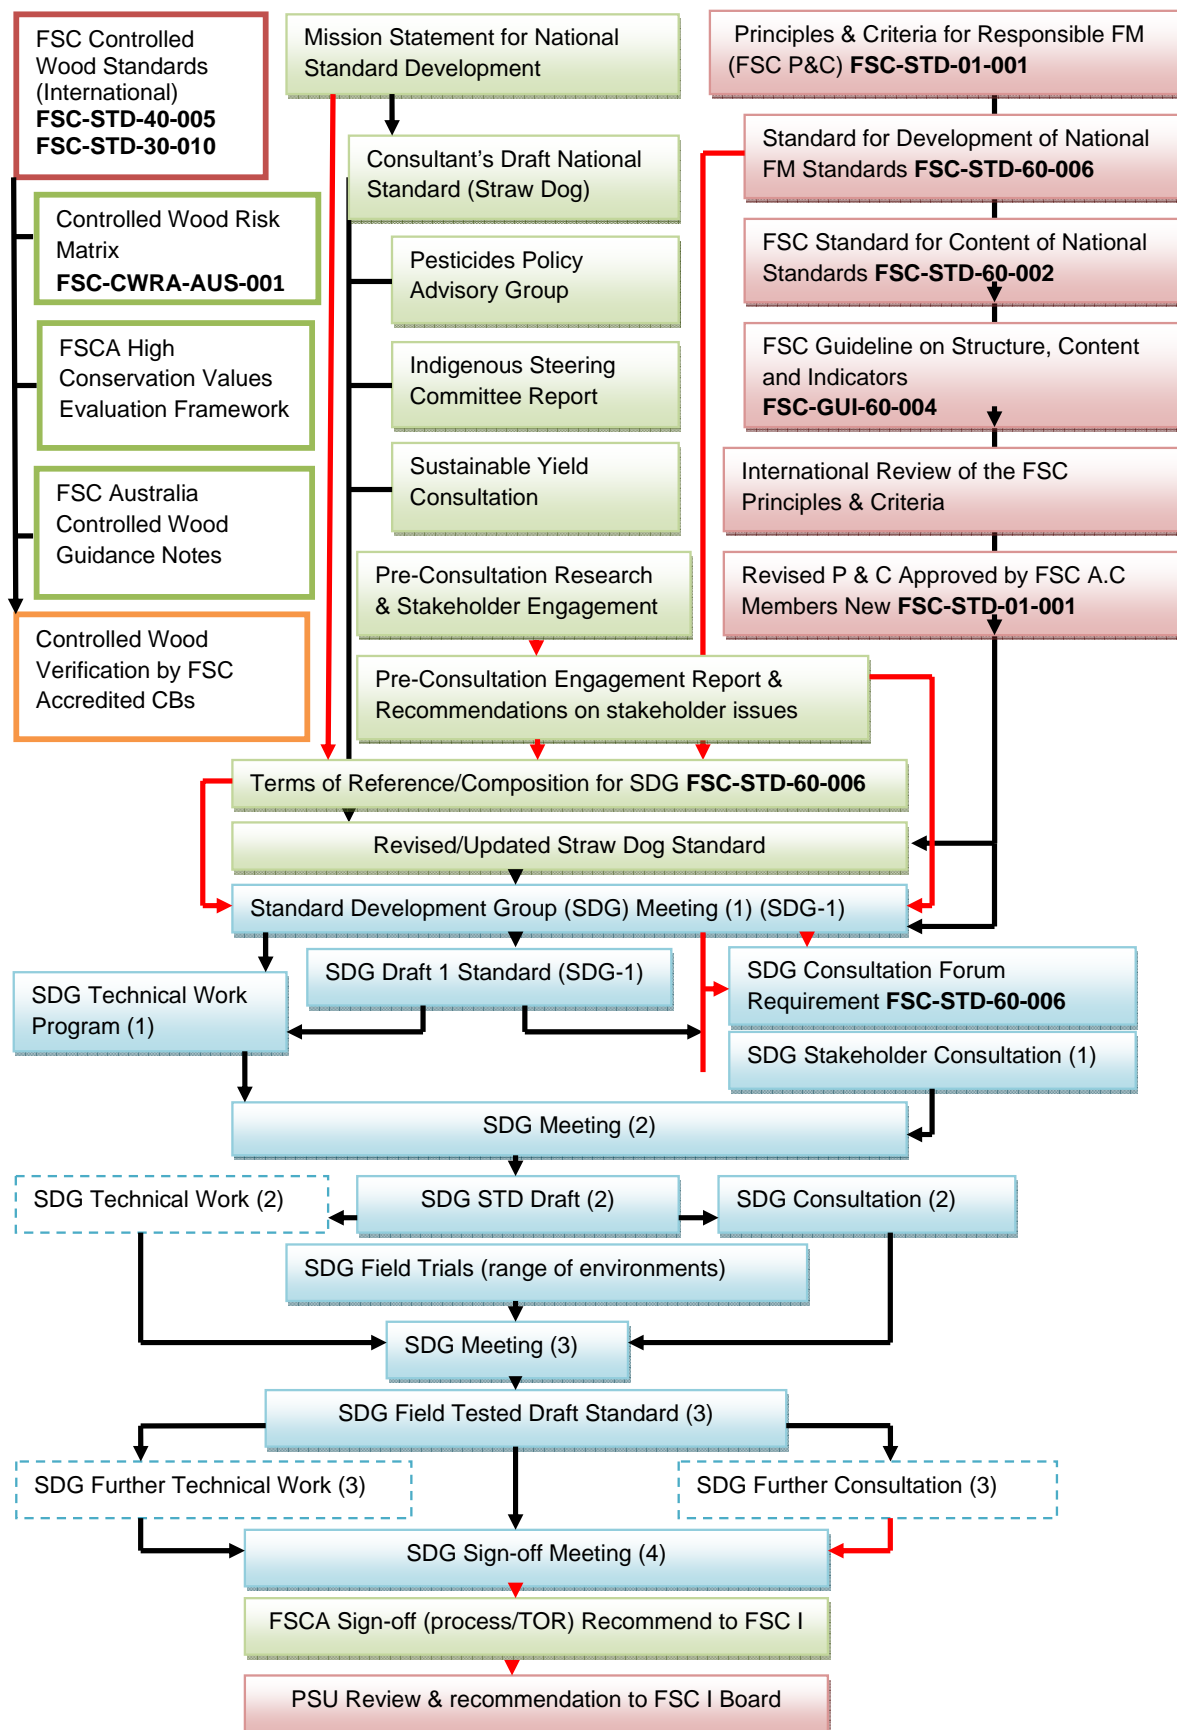 FSC Controlled
Wood Standards
(International)
FSC-STD-40-005
FSC-STD-30-010
Controlled Wood Risk
Matrix
FSC-CWRA-AUS-001
FSCA High
Conservation Values
Evaluation Framework
FSC Australia
Controlled Wood
Guidance Notes
Controlled Wood
Verification by FSC
Accredited CBs
Mission Statement for National
Standard Development
Consultant's Draft National
Standard (Straw Dog)
Pesticides Policy
Advisory Group
Indigenous Steering
Committee Report
Sustainable Yield
Consultation
Pre-Consultation Research
& Stakeholder Engagement
Pre-Consultation Engagement Report &
Recommendations on stakeholder issues
Principles & Criteria for Responsible FM
(FSC P&C) FSC-STD-01-001
Standard for Development of National
FM Standards FSC-STD-60-006
FSC Standard for Content of National
Standards FSC-STD-60-002
FSC Guideline on Structure, Content
and Indicators
FSC-GUI-60-004
International Review of the FSC
Principles & Criteria
Revised P & C Approved by FSC A.C
Members New FSC-STD-01-001
Terms of Reference/Composition for SDG FSC-STD-60-006
Revised/Updated Straw Dog Standard
Standard Development Group (SDG) Meeting (1) (SDG-1)
SDG Technical Work
Program (1)
SDG Draft 1 Standard (SDG-1)
SDG Consultation Forum
Requirement FSC-STD-60-006
SDG Stakeholder Consultation (1)
SDG Meeting (2)
SDG Technical Work (2)
SDG STD Draft (2)
SDG Consultation (2)
SDG Field Trials (range of environments)
SDG Meeting (3)
SDG Field Tested Draft Standard (3)
SDG Further Technical Work (3)
SDG Further Consultation (3)
SDG Sign-off Meeting (4)
FSCA Sign-off (process/TOR) Recommend to FSC I
PSU Review & recommendation to FSC I Board